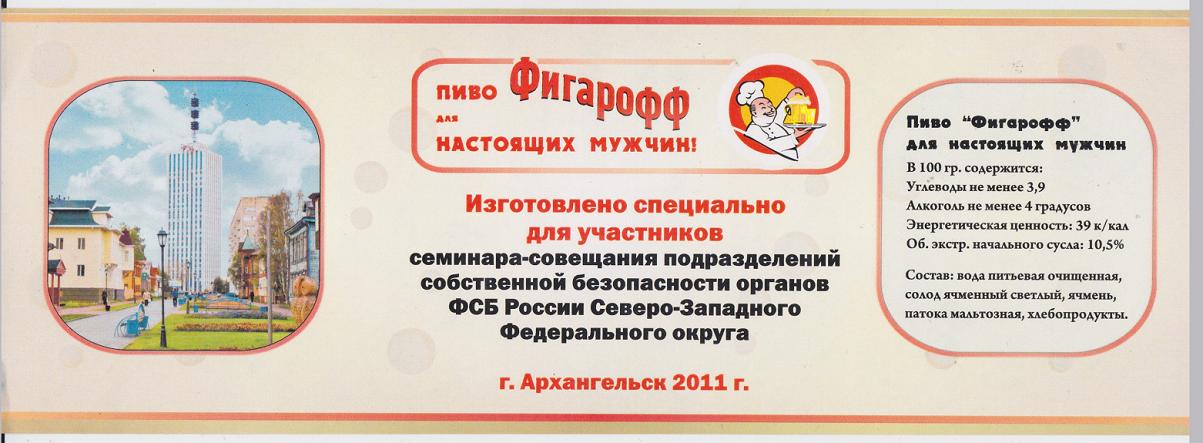 ПИВО Фигарофф
для
НАСТОЯЩИХ МУЖЧИН!
Изготовлено специально
для участников
семинара-совещания подразделений
собственной безопасности органов
ФСБ России Северо-Западного
Федерального округа
г. Архангельск 2011 г.
Пиво “Фигарофф”
для настоящих мужчин
В 100 гр. содержится:
Углеводы не менее 3,9
Алкоголь не менее 4 градусов
Энергетическая ценность: 39 к/кал
Об. экстр. начального сусла: 10,5%
Состав: вода питьевая очищенная,
солод ячменный светлый, ячмень,
патока мальтозная, хлебопродукты.